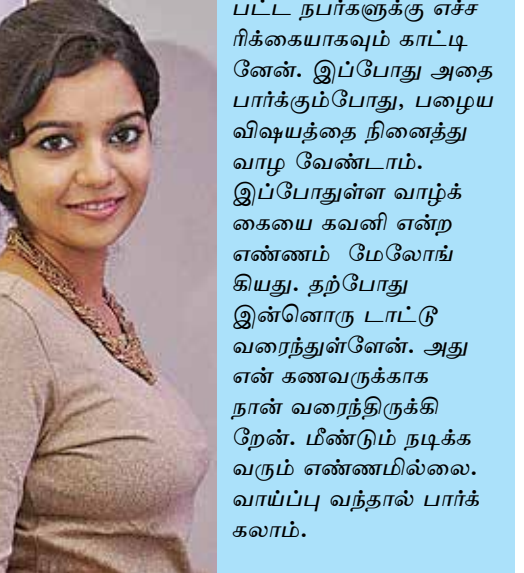 பட்ட நபர்களுக்கு எச்ச
ரிக்கையாகவும் காட்டி
னேன். இப்போது அதை
பார்க்கும்போது, பழைய
விஷயத்தை நினைத்து
வாழ வேண்டாம்.
இப்போதுள்ள வாழ்க்
கையை கவனி என்ற
எண்ணம் மேலோங்
கியது. தற்போது
இன்னொரு டாட்டூ
வரைந்துள்ளேன். அது
என் கணவருக்காக
நான் வரைந்திருக்கி
றேன். மீண்டும் நடிக்க
வரும் எண்ணமில்லை.
வாய்ப்பு வந்தால் பார்க்
கலாம்.